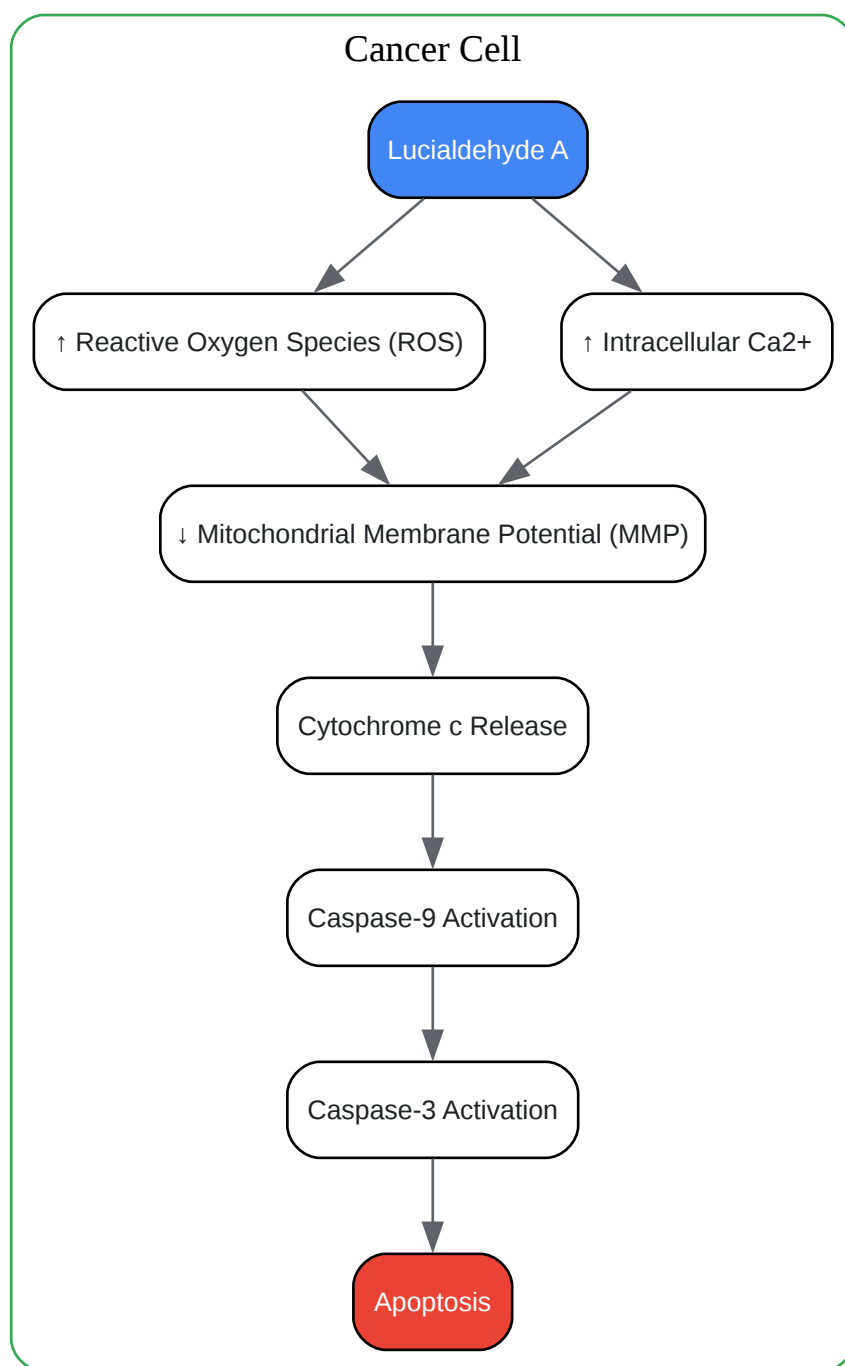 Cancer Cell
Lucialdehyde A
↑ Reactive Oxygen Species (ROS)
↑ Intracellular Ca2+
↓ Mitochondrial Membrane Potential (MMP)
Cytochrome c Release
Caspase-9 Activation
Caspase-3 Activation
Apoptosis